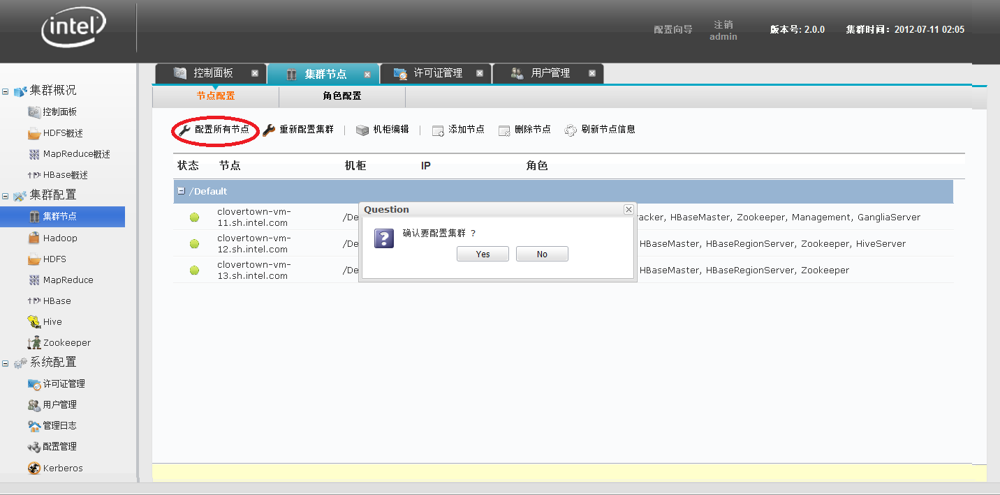 intel
配置向导
注销
admin
版本号: 2.0.0
集群时间：2012-07-11 02:05
控制面板
集群节点
许可证管理
用户管理
节点配置
角色配置
集群概况
控制面板
HDFS概述
MapReduce概述
HBase概述
集群配置
集群节点
Hadoop
HDFS
MapReduce
HBase
Hive
Zookeeper
系统配置
许可证管理
用户管理
管理日志
配置管理
Kerberos
配置所有节点
重新配置集群
机柜编辑
添加节点
删除节点
刷新节点信息
状态 节点 机柜 IP 角色
/Default
clovertown-vm-
11.sh.intel.com
/De
acker, HBaseMaster, Zookeeper, Management, GangliaServer
clovertown-vm-
12.sh.intel.com
/De
HBaseMaster, HBaseRegionServer, Zookeeper, HiveServer
clovertown-vm-
13.sh.intel.com
/De
HBaseMaster, HBaseRegionServer, Zookeeper
Question
确认要配置集群 ？
Yes
No